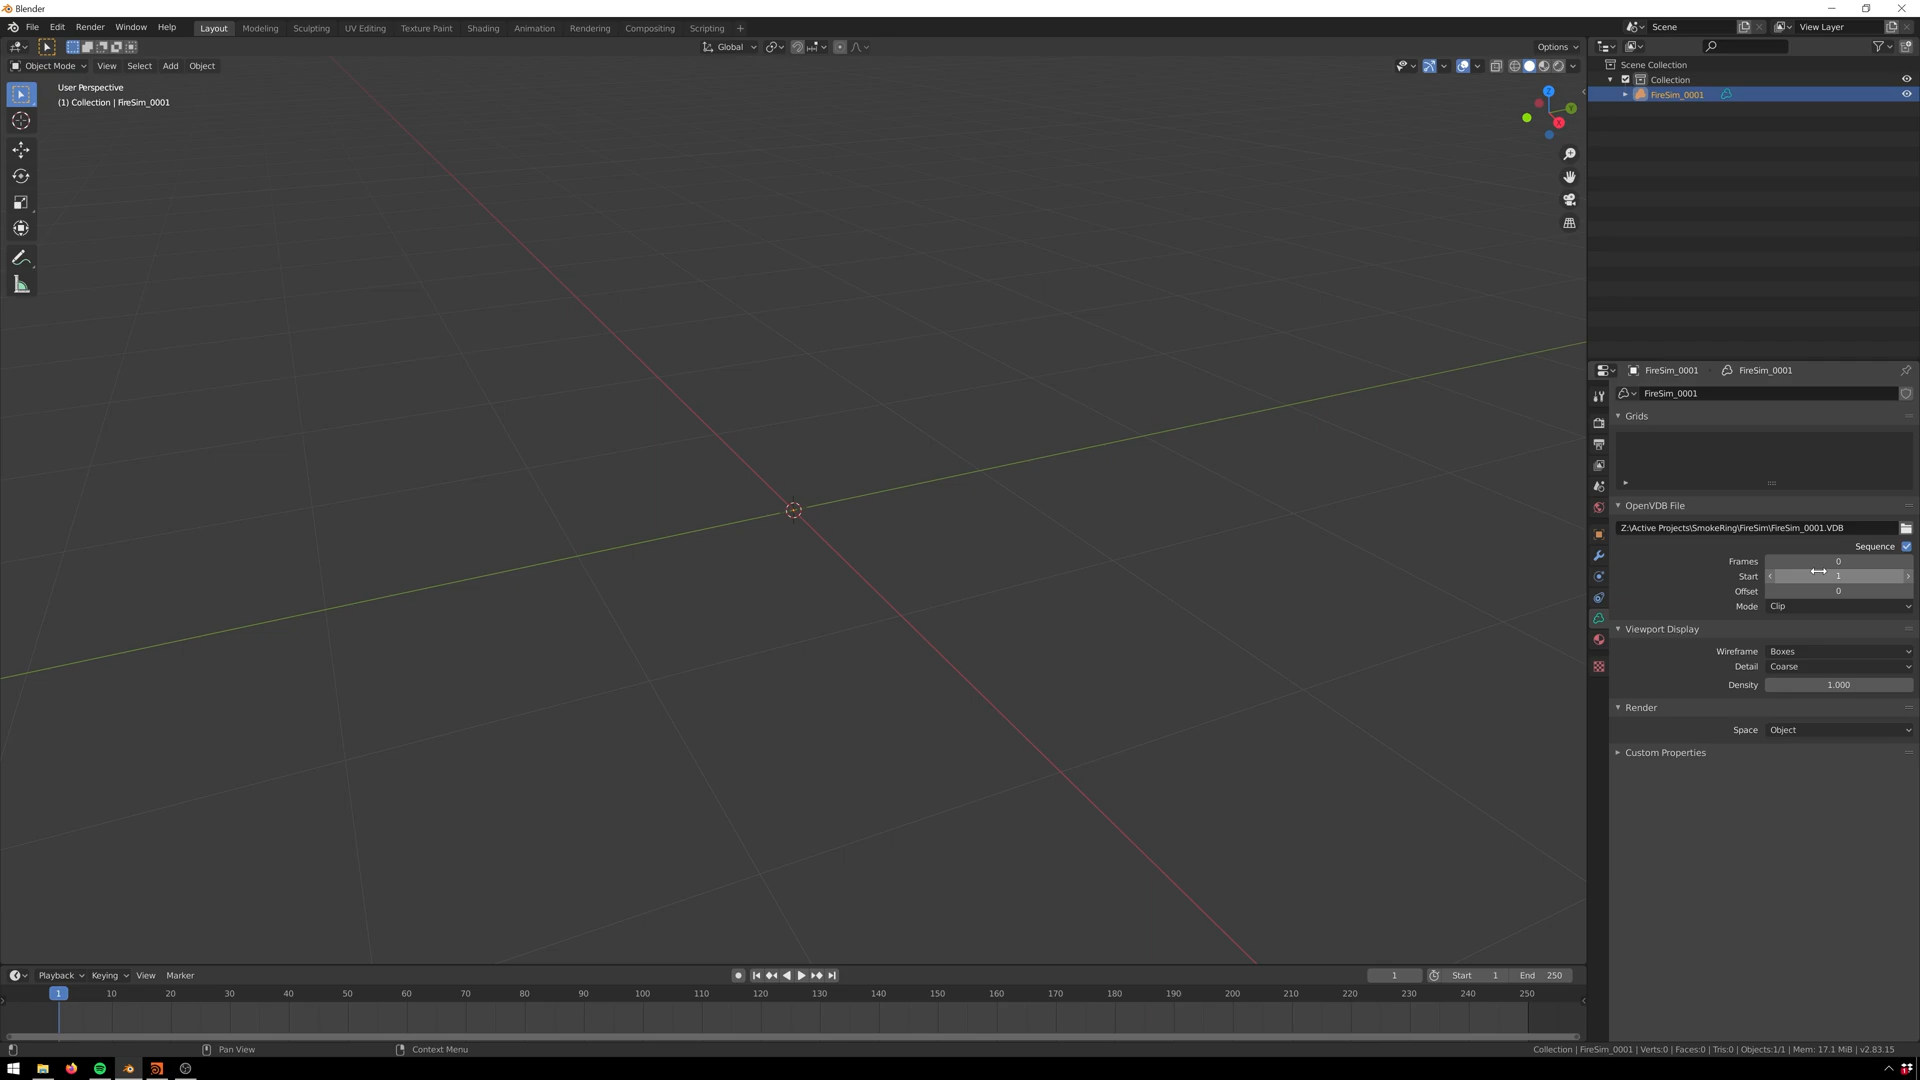 Blender
File Edit Render Window Help Layout Modeling Sculpting UV Editing Texture Paint Shading Animation Rendering Compositing Scripting + Scene View Layer
Global Options
Object Mode View Select Add Object
User Perspective
(1) Collection | FireSim_0001
Z
Y
X
Scene Collection
Collection
FireSim_0001
FireSim_0001 FireSim_0001
FireSim_0001
Grids
OpenVDB File
Z:\Active Projects\SmokeRing\FireSim\FireSim_0001.VDB
Sequence
Frames 0
Start 1
Offset 0
Mode Clip
Viewport Display
Wireframe Boxes
Detail Coarse
Density 1.000
Render
Space Object
Custom Properties
Playback Keying View Marker 1 Start 1 End 250
1 10 20 30 40 50 60 70 80 90 100 110 120 130 140 150 160 170 180 190 200 210 220 230 240 250
Pan View Context Menu Collection | FireSim_0001 | Verts:0 | Faces:0 | Tris:0 | Objects:1/1 | Mem: 17.1 MiB | v2.83.15